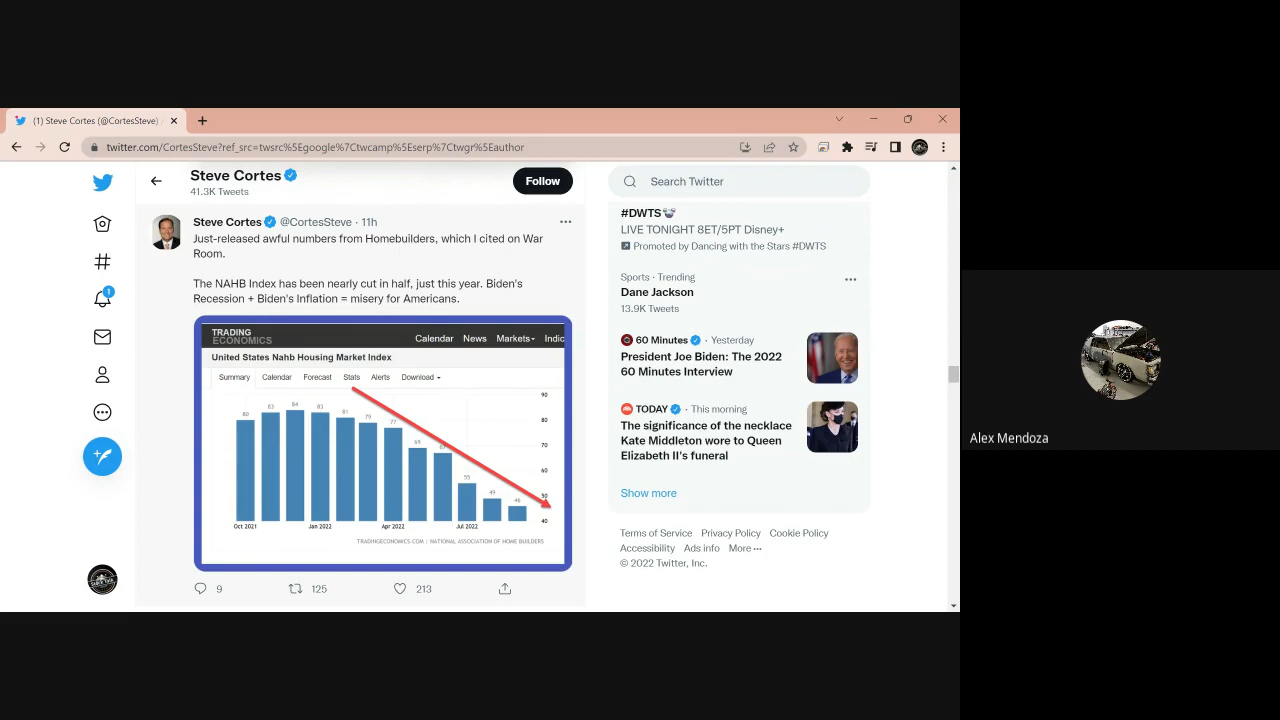 (1) Steve Cortes (@CortesSteve)
twitter.com/CortesSteve?ref_src=twsrc%5Egoogle%7Ctwcamp%5Eserp%7Ctwgr%5Eauthor
Steve Cortes
41.3K Tweets
Follow
Steve Cortes @CortesSteve · 11h
Just-released awful numbers from Homebuilders, which I cited on War
Room.
The NAHB Index has been nearly cut in half, just this year. Biden's
Recession + Biden's Inflation = misery for Americans.
TRADING
ECONOMICS
Calendar News Markets Indic
United States Nahb Housing Market Index
Summary Calendar Forecast Stats Alerts Download
80 83 84 83 81 79 77 69 67 55 49 46
90
80
70
60
50
40
Oct 2021 Jan 2022 Apr 2022 Jul 2022
TRADINGECONOMICS.COM | NATIONAL ASSOCIATION OF HOME BUILDERS
9 125 213
1
Search Twitter
#DWTS
LIVE TONIGHT 8ET/5PT Disney+
Promoted by Dancing with the Stars #DWTS
Sports · Trending
Dane Jackson
13.9K Tweets
60 Minutes · Yesterday
President Joe Biden: The 2022
60 Minutes Interview
TODAY · This morning
The significance of the necklace
Kate Middleton wore to Queen
Elizabeth II's funeral
Show more
Terms of Service Privacy Policy Cookie Policy
Accessibility Ads info More ···
© 2022 Twitter, Inc.
Alex Mendoza